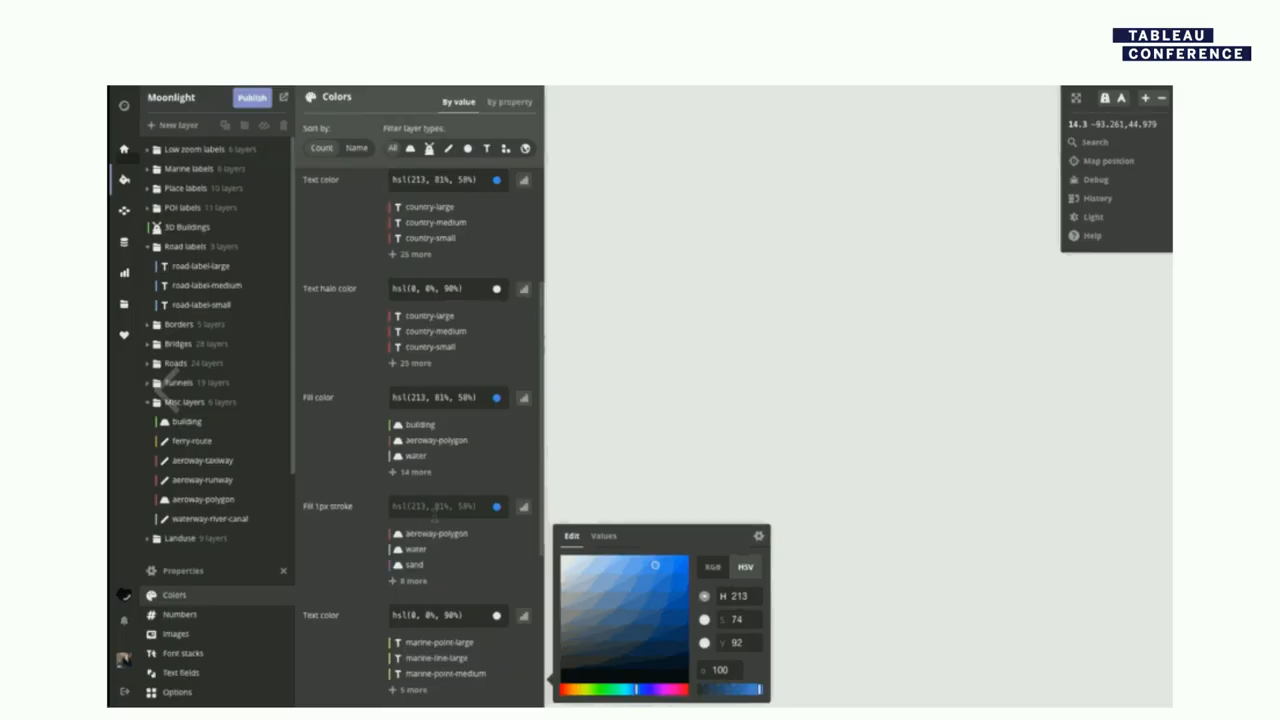 TABLEAU
CONFERENCE
Moonlight
Publish
New layer
Low zoom labels 6 layers
Marine labels 6 layers
Place labels 10 layers
POI labels 11 layers
3D Buildings
Road labels 3 layers
road-label-large
road-label-medium
road-label-small
Borders 5 layers
Bridges 28 layers
Roads 24 layers
Tunnels 19 layers
Misc layers 6 layers
building
ferry-route
aeroway-taxiway
aeroway-runway
aeroway-polygon
waterway-river-canal
Landuse 9 layers
Properties
Colors
Numbers
Images
Font stacks
Text fields
Options
Colors
By value By property
Sort by: Filter layer types:
Count Name All
Text color hsl(213, 81%, 58%)
country-large
country-medium
country-small
+ 25 more
Text halo color hsl(0, 0%, 90%)
country-large
country-medium
country-small
+ 25 more
Fill color hsl(213, 81%, 58%)
building
aeroway-polygon
water
+ 14 more
Fill 1px stroke hsl(213, 81%, 58%)
aeroway-polygon
water
sand
+ 8 more
Text color hsl(0, 0%, 90%)
marine-point-large
marine-line-large
marine-point-medium
+ 5 more
Edit Values
RGB HSV
H 213
S 74
V 92
100
14.3 -93.261,44.979
Search
Map position
Debug
History
Light
Help